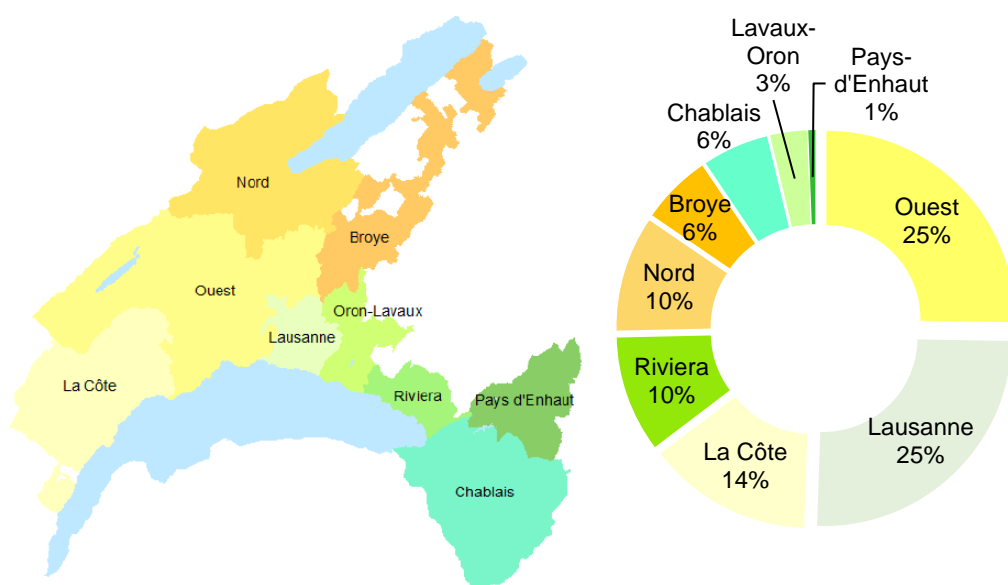 Nord
Broye
Ouest
Oron-Lavaux
Lausanne
La Côte
Riviera
Pays d'Enhaut
Chablais
Lavaux-
Oron
3%
Pays-
d'Enhaut
1%
Chablais
6%
Broye
6%
Ouest
25%
Nord
10%
Riviera
10%
La Côte
14%
Lausanne
25%